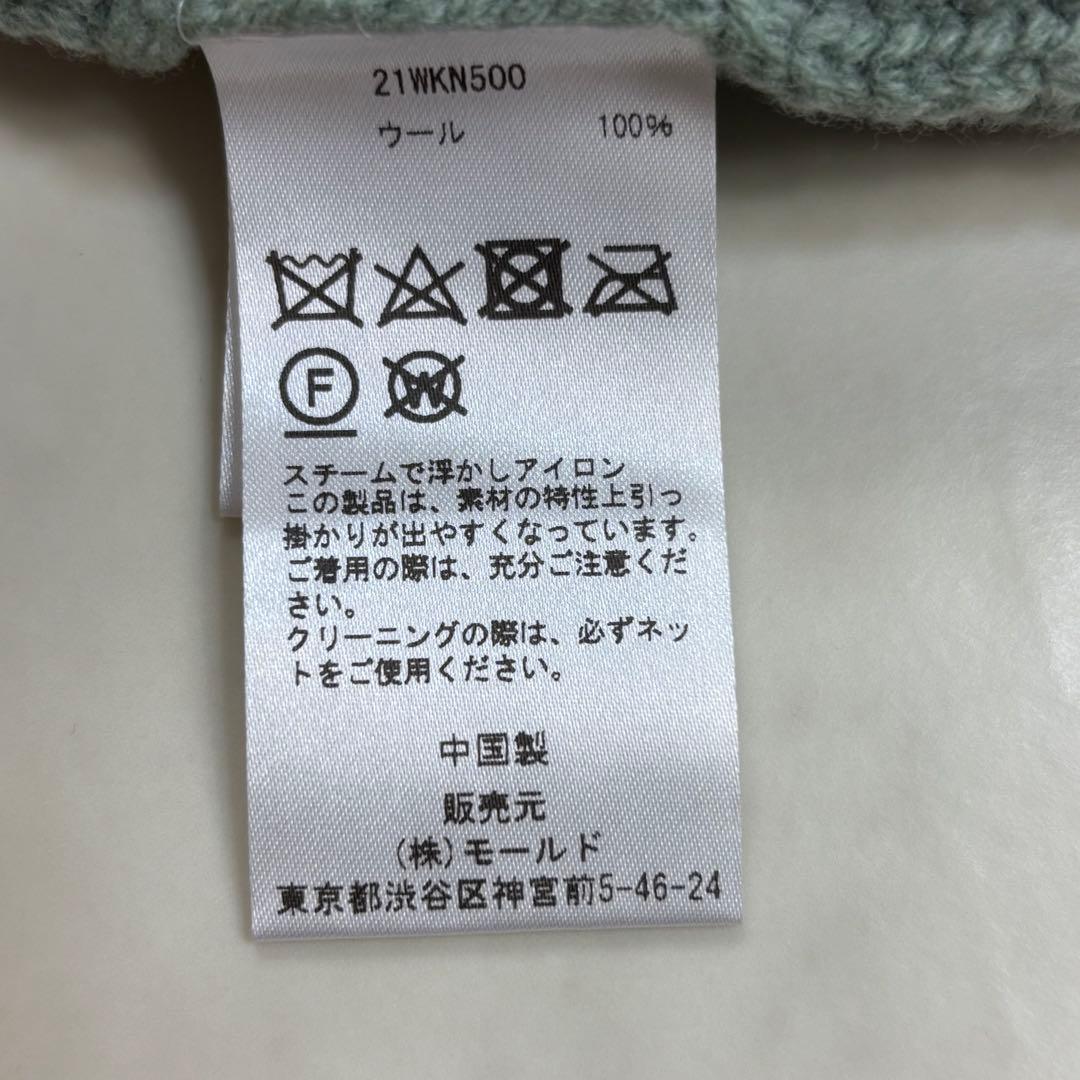 21WKN500
ウール 100%
F
W
スチームで浮かしアイロン
この製品は、素材の特性上引っ
掛かりが出やすくなっています。
ご着用の際は、充分ご注意くだ
さい。
クリーニングの際は、必ずネッ
トをご使用ください。
中国製
販売元
(株)モールド
東京都渋谷区神宮前5-46-24